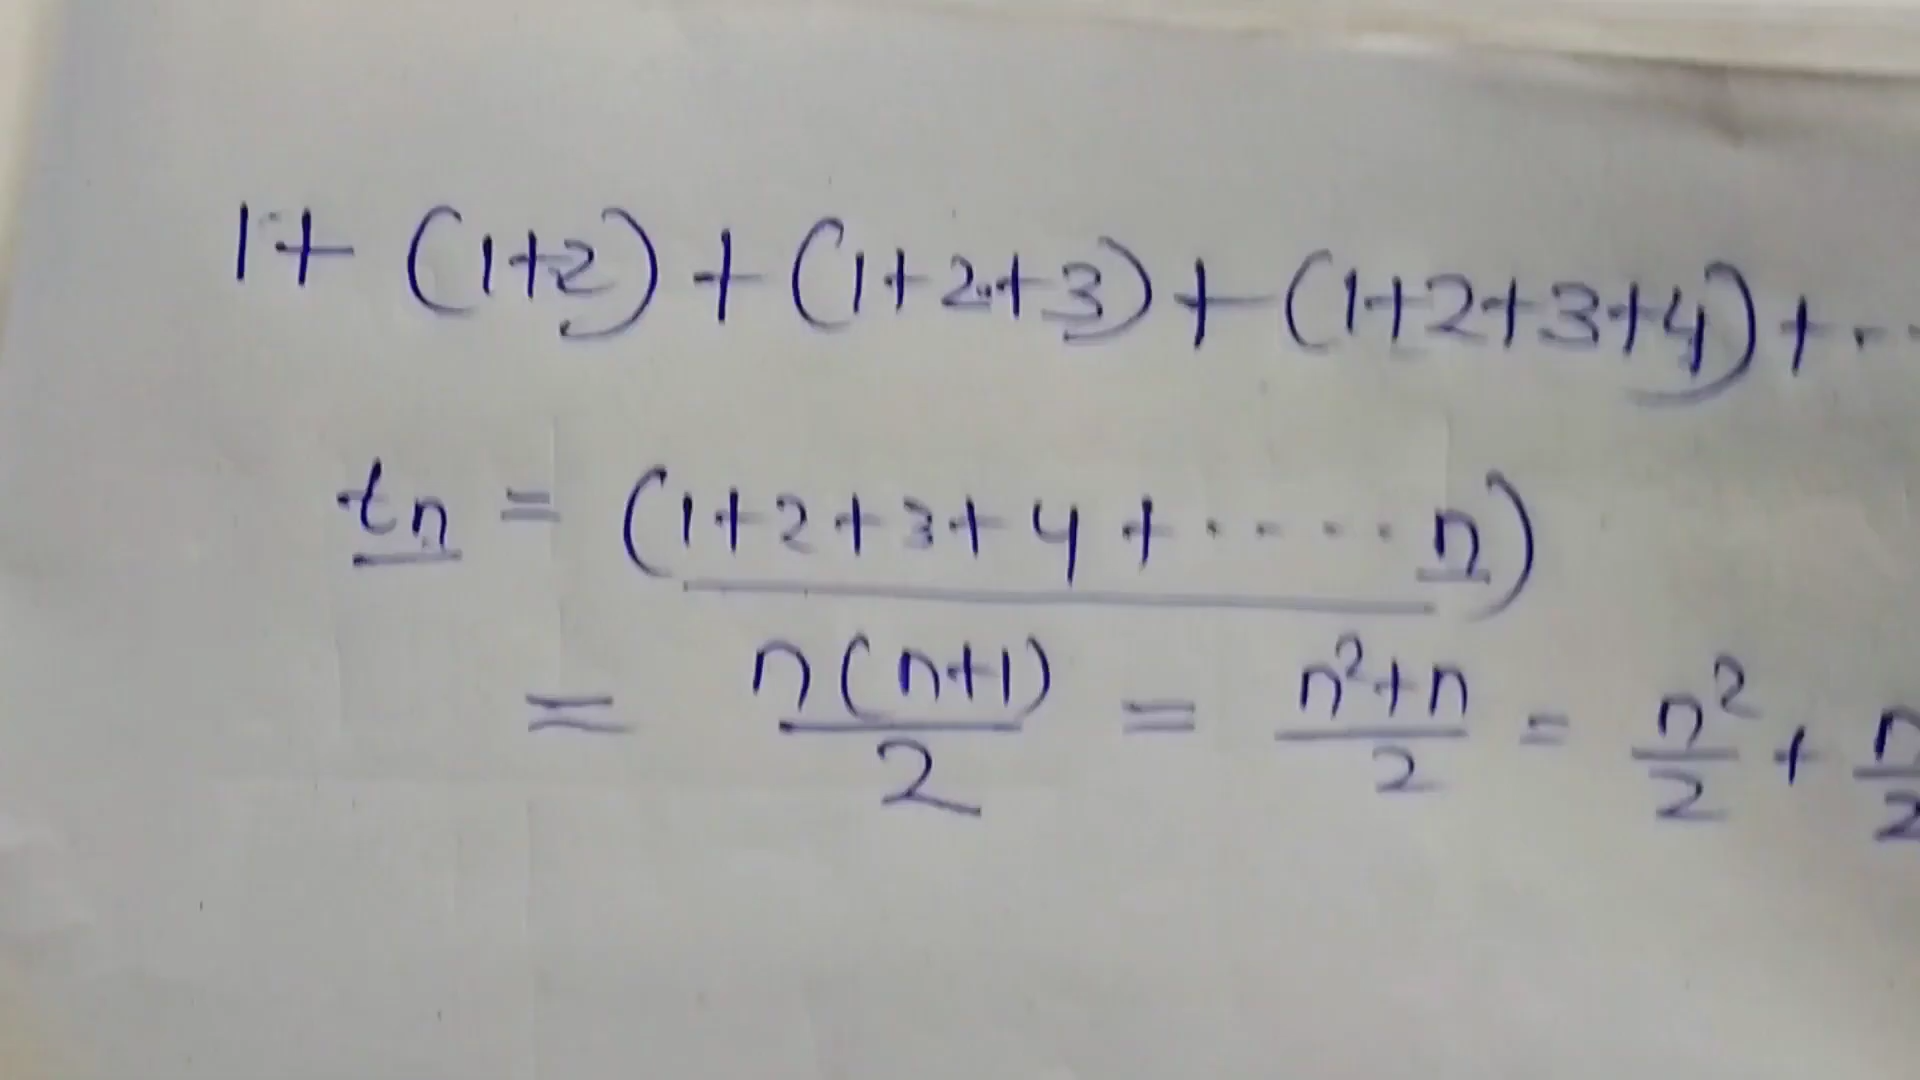 1+ (1+2) + (1+2+3) + (1+2+3+4) + ..
tn = (1+2+3+4+ ..... n)
= n(n+1)/2 = n²+n/2 = n²/2 + n/2